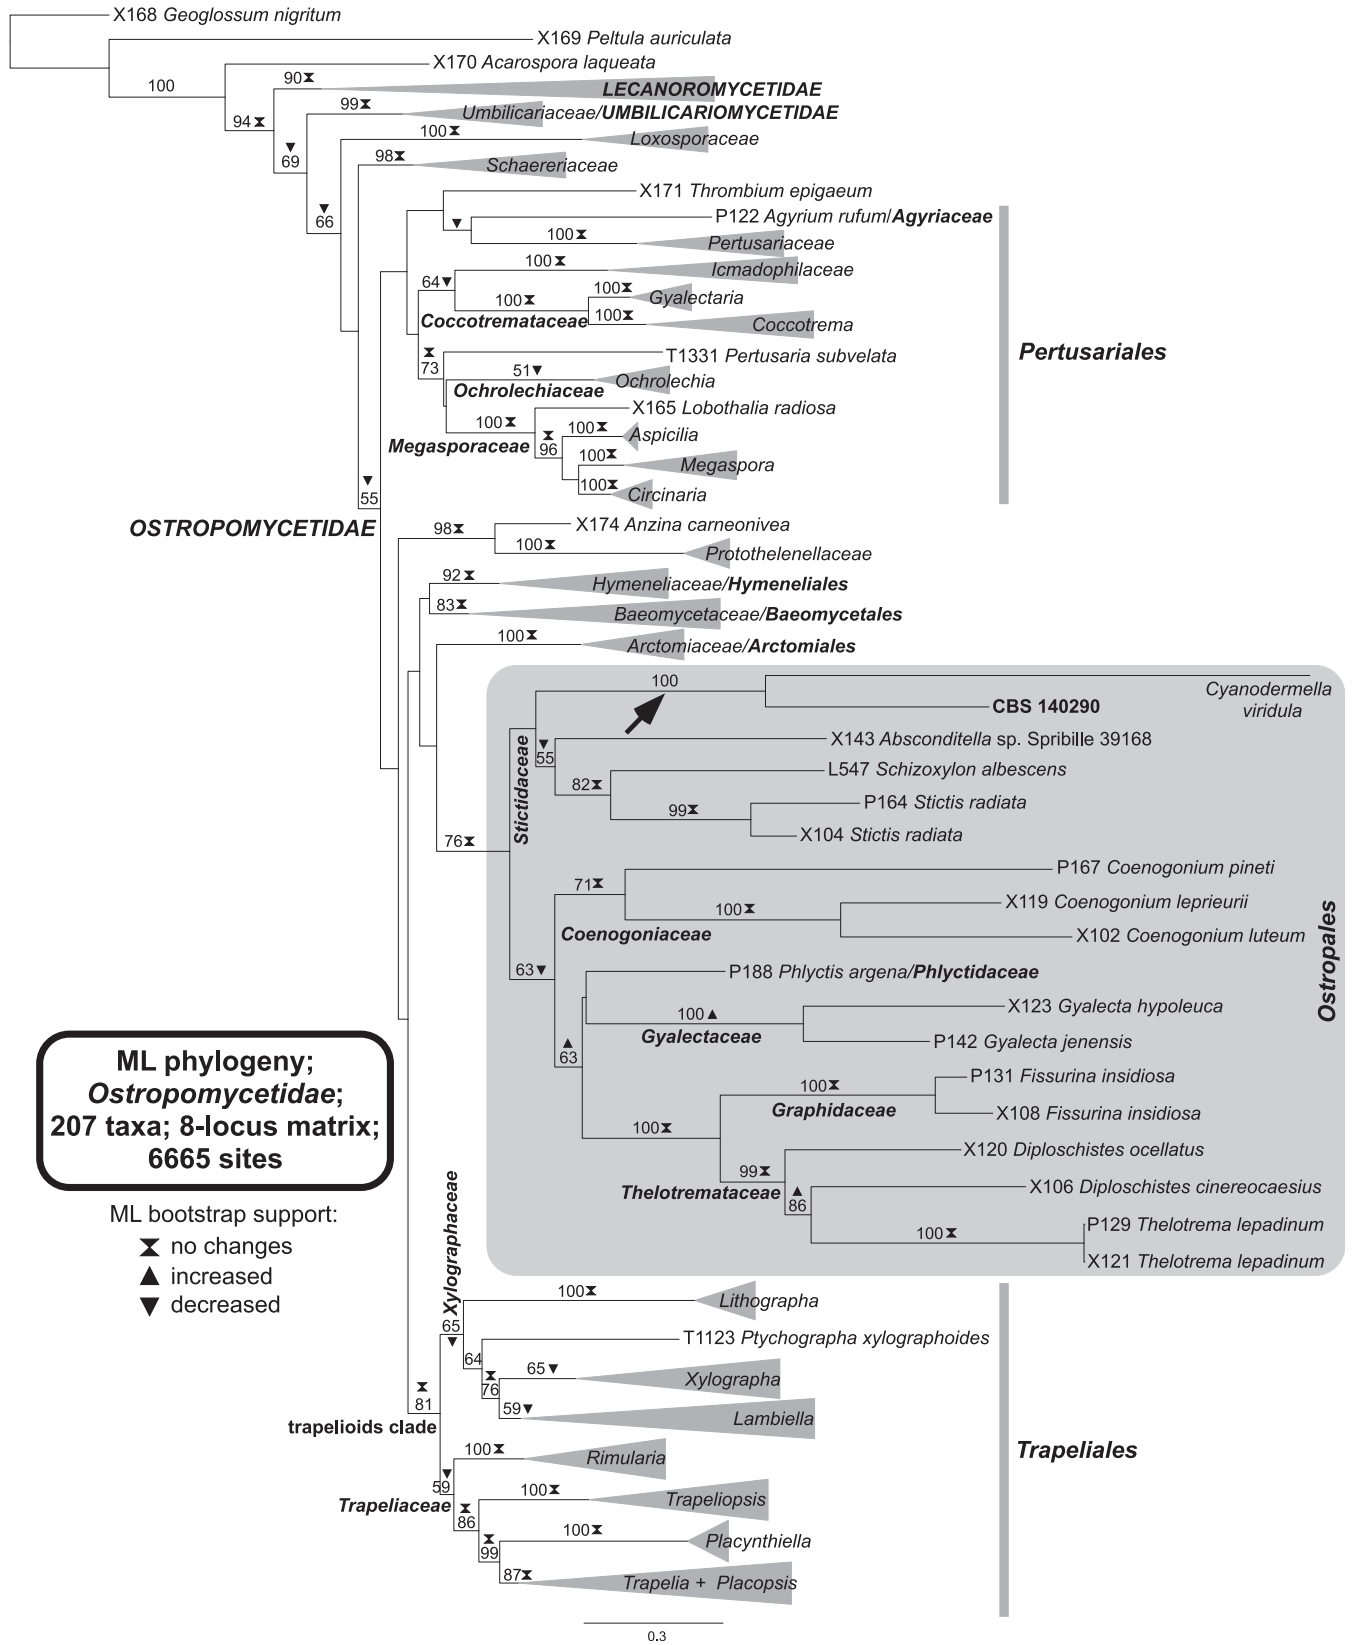 X168 Geoglossum nigritum
X169 Peltula auriculata
X170 Acarospora laqueata
100
90
LECANOROMYCETIDAE
99
Umbilicariaceae/UMBILICARIOMYCETIDAE
94
100
Loxosporaceae
69
98
Schaereriaceae
X171 Thrombium epigaeum
66
P122 Agyrium rufum/Agyriaceae
100
Pertusariaceae
100
Icmadophilaceae
64
100
Gyalectaria
100
Coccotremataceae
100
Coccotrema
Pertusariales
T1331 Pertusaria subvelata
73
51
Ochrolechia
Ochrolechiaceae
X165 Lobothalia radiosa
100
100
Aspicilia
Megasporaceae
96
100
Megaspora
100
Circinaria
55
OSTROPOMYCETIDAE
X174 Anzina carneonivea
98
100
Protothelenellaceae
92
Hymeneliaceae/Hymeneliales
83
Baeomycetaceae/Baeomycetales
100
Arctomiaceae/Arctomiales
100
Cyanodermella
viridula
CBS 140290
Stictidaceae
X143 Absconditella sp. Spribille 39168
55
L547 Schizoxylon albescens
82
P164 Stictis radiata
99
X104 Stictis radiata
76
P167 Coenogonium pineti
71
X119 Coenogonium leprieurii
100
Coenogoniaceae
X102 Coenogonium luteum
Ostropales
63
P188 Phlyctis argena/Phlyctidaceae
X123 Gyalecta hypoleuca
100
Gyalectaceae
P142 Gyalecta jenensis
63
P131 Fissurina insidiosa
100
Graphidaceae
X108 Fissurina insidiosa
100
X120 Diploschistes ocellatus
99
Thelotremataceae
X106 Diploschistes cinereocaesius
86
P129 Thelotrema lepadinum
100
X121 Thelotrema lepadinum
ML phylogeny;
Ostropomycetidae;
207 taxa; 8-locus matrix;
6665 sites
ML bootstrap support:
no changes
increased
decreased
Xylographaceae
100
Lithographa
65
T1123 Ptychographa xylographoides
64
65
Xylographa
76
59
Lambiella
81
trapelioids clade
Trapeliales
100
Rimularia
59
Trapeliaceae
100
Trapeliopsis
86
100
Placynthiella
99
87
Trapelia + Placopsis
0.3